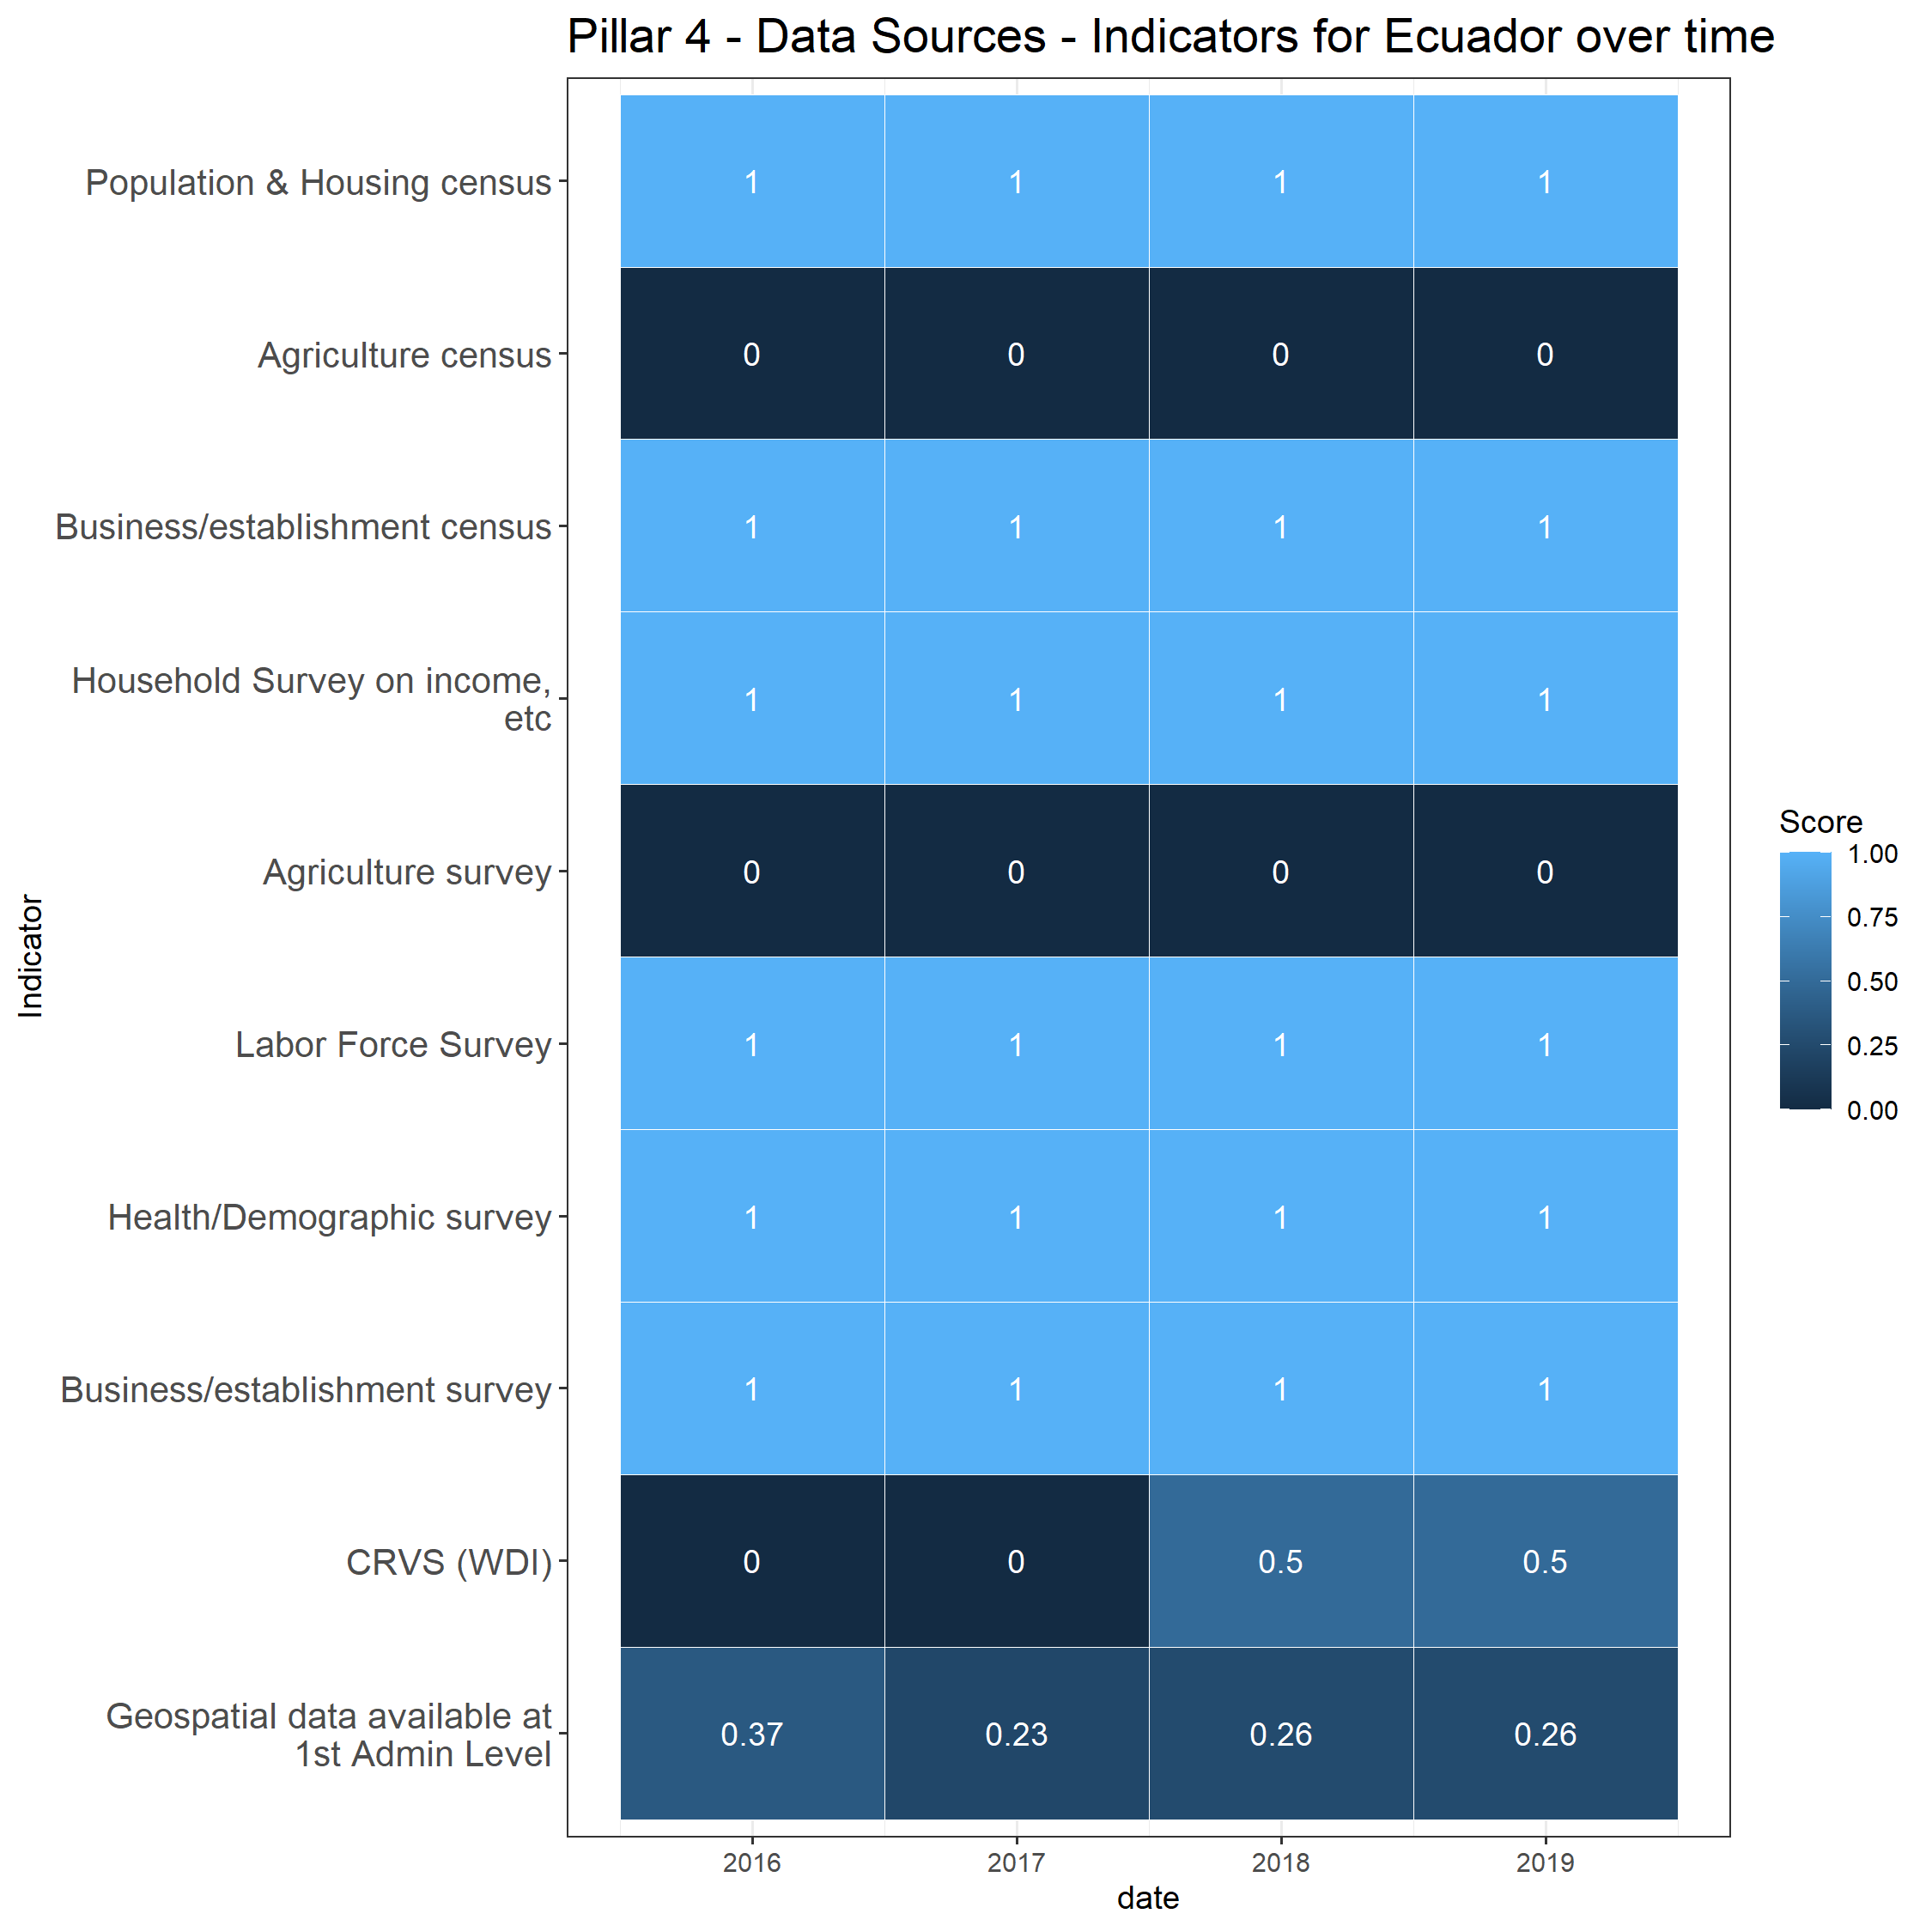 Pillar 4 - Data Sources - Indicators for Ecuador over time
Indicator
Population & Housing census
1 1 1 1
Agriculture census
0 0 0 0
Business/establishment census
1 1 1 1
Household Survey on income,
etc
1 1 1 1
Agriculture survey
0 0 0 0
Labor Force Survey
1 1 1 1
Health/Demographic survey
1 1 1 1
Business/establishment survey
1 1 1 1
CRVS (WDI)
0 0 0.5 0.5
Geospatial data available at
1st Admin Level
0.37 0.23 0.26 0.26
2016 2017 2018 2019
date
Score
1.00
0.75
0.50
0.25
0.00